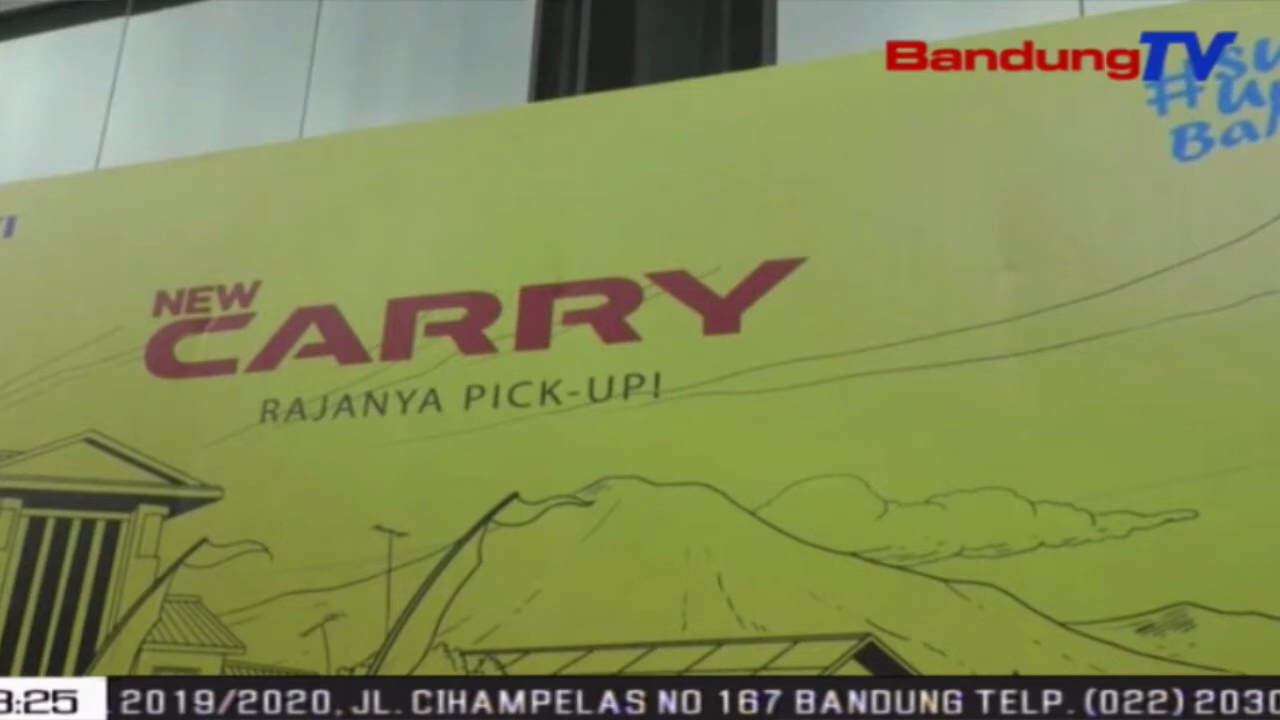 BandungTV
NEW
CARRY
RAJANYA PICK-UP!
2019/2020, JL. CIHAMPELAS NO 167 BANDUNG TELP. (022) 2030